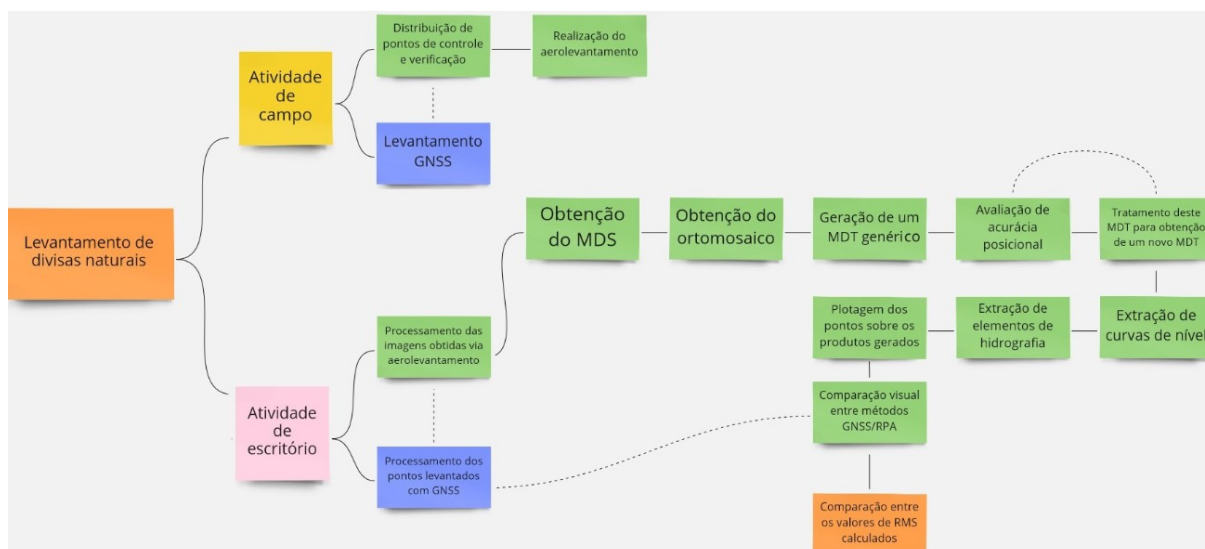 Distribuição de
pontos de controle
e verificação
Realização do
aerolevantamento
Atividade
de
campo
Levantamento
GNSS
Levantamento de
divisas naturais
Obtenção
do MDS
Obtenção do
ortomosaico
Geração de um
MDT genérico
Avaliação de
acurácia
posicional
Tratamento deste
MDT para obtenção
de um novo MDT
Extração de
curvas de nível
Extração de
elementos de
hidrografia
Plotagem dos
pontos sobre os
produtos gerados
Processamento das
imagens obtidas via
aerolevantamento
Atividade
de
escritório
Processamento dos
pontos levantados
com GNSS
Comparação visual
entre métodos
GNSS/RPA
Comparação entre
os valores de RMS
calculados